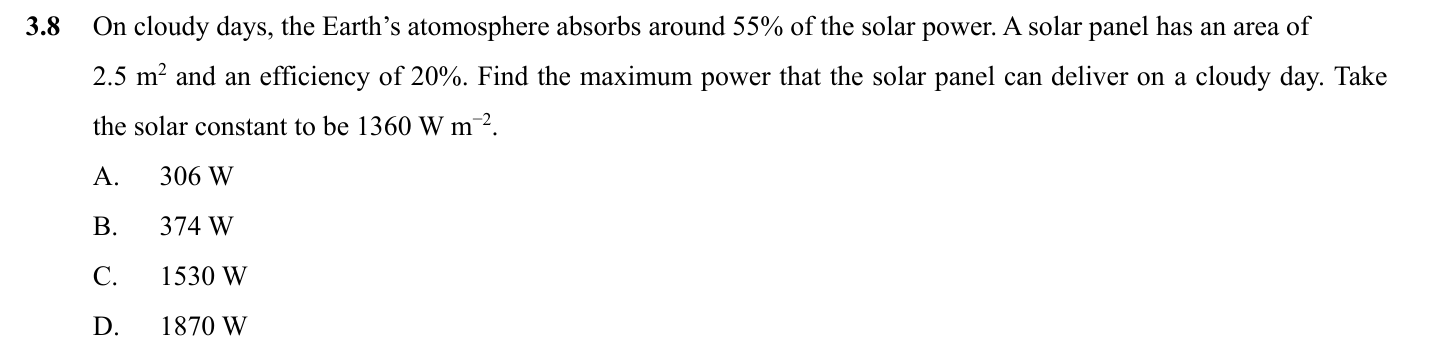 3.8 On cloudy days, the Earth’s atomosphere absorbs around 55% of the solar power. A solar panel has an area of
2.5 m² and an efficiency of 20%. Find the maximum power that the solar panel can deliver on a cloudy day. Take
the solar constant to be 1360 W m⁻².
A. 306 W
B. 374 W
C. 1530 W
D. 1870 W